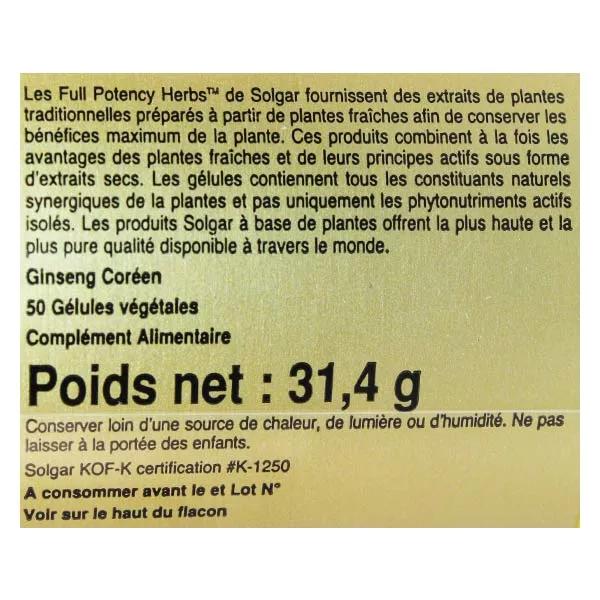 Les Full Potency Herbs™ de Solgar fournissent des extraits de plantes
traditionnelles préparés à partir de plantes fraîches afin de conserver les
bénéfices maximum de la plante. Ces produits combinent à la fois les
avantages des plantes fraîches et de leurs principes actifs sous forme
d'extraits secs. Les gélules contiennent tous les constituants naturels
synergiques de la plantes et pas uniquement les phytonutriments actifs
isolés. Les produits Solgar à base de plantes offrent la plus haute et la
plus pure qualité disponible à travers le monde.
Ginseng Coréen
50 Gélules végétales
Complément Alimentaire
Poids net : 31,4 g
Conserver loin d'une source de chaleur, de lumière ou d'humidité. Ne pas
laisser à la portée des enfants.
Solgar KOF-K certification #K-1250
A consommer avant le et Lot N°
Voir sur le haut du flacon